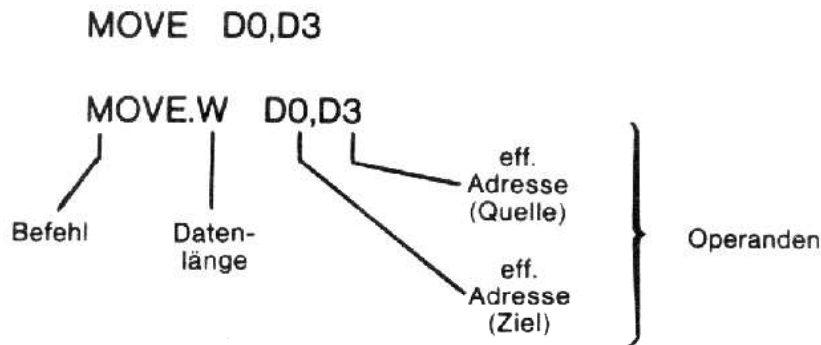 MOVE D0,D3
MOVE.W D0,D3
eff.
Adresse
(Quelle)
Befehl
Daten-
länge
Operanden
eff.
Adresse
(Ziel)